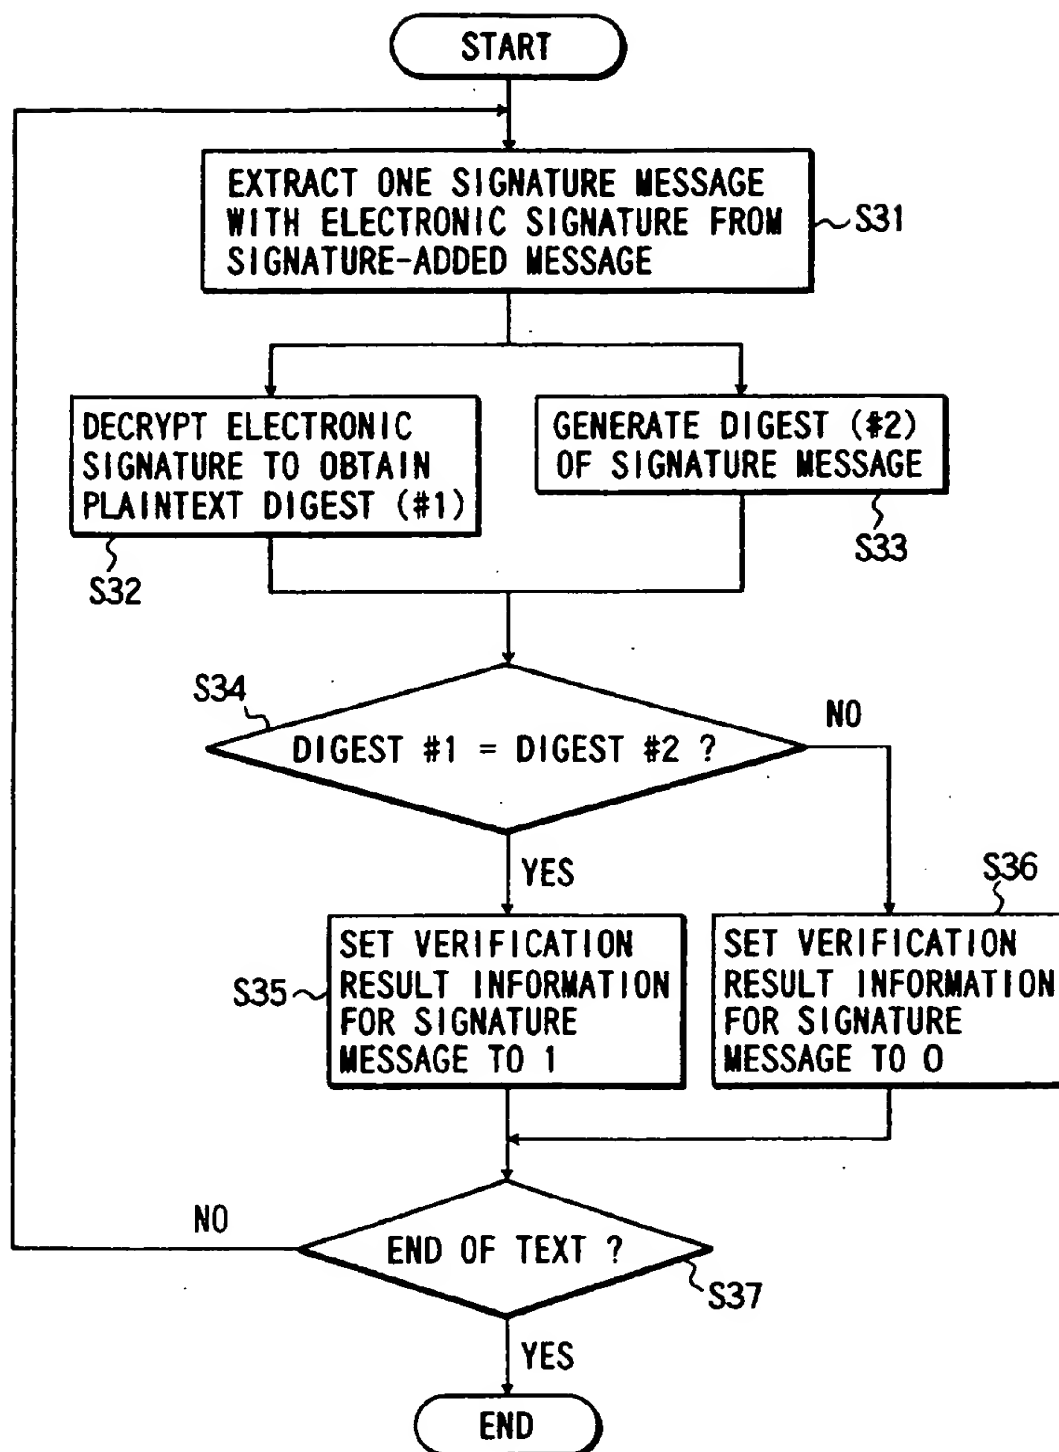 START
EXTRACT ONE SIGNATURE MESSAGE
WITH ELECTRONIC SIGNATURE FROM
SIGNATURE-ADDED MESSAGE
S31
DECRYPT ELECTRONIC
SIGNATURE TO OBTAIN
PLAINTEXT DIGEST (#1)
S32
GENERATE DIGEST (#2)
OF SIGNATURE MESSAGE
S33
S34
DIGEST #1 = DIGEST #2 ?
NO
YES
S35
SET VERIFICATION
RESULT INFORMATION
FOR SIGNATURE
MESSAGE TO 1
S36
SET VERIFICATION
RESULT INFORMATION
FOR SIGNATURE
MESSAGE TO 0
NO
END OF TEXT ?
S37
YES
END